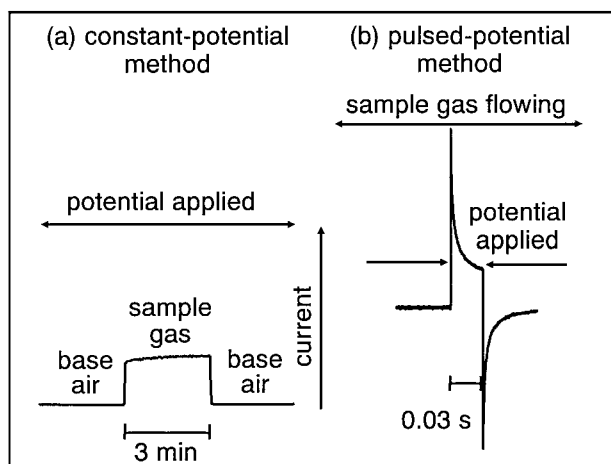 (a) constant-potential
method
(b) pulsed-potential
method
sample gas flowing
potential applied
potential
applied
sample
gas
base
air
base
air
current
3 min
0.03 s